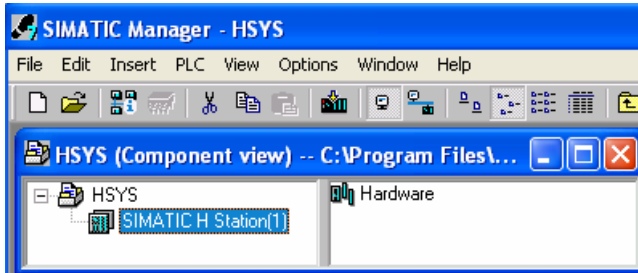 SIMATIC Manager - HSYS
File Edit Insert PLC View Options Window Help
HSYS (Component view) -- C:\Program Files\...
HSYS
Hardware
SIMATIC H Station(1)